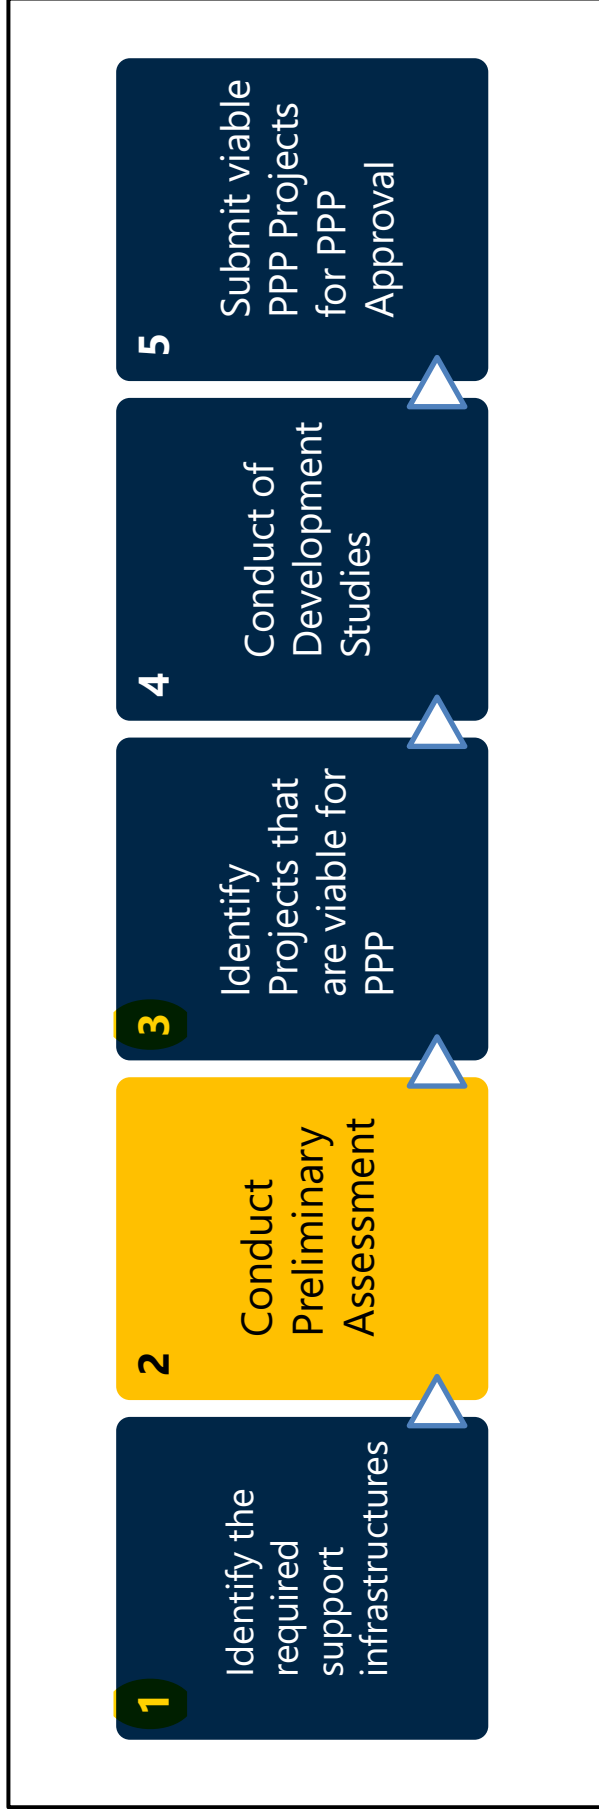 1
Identify the
required
support
infrastructures
2
Conduct
Preliminary
Assessment
3
Identify
Projects that
are viable for
PPP
4
Conduct of
Development
Studies
5
Submit viable
PPP Projects
for PPP
Approval